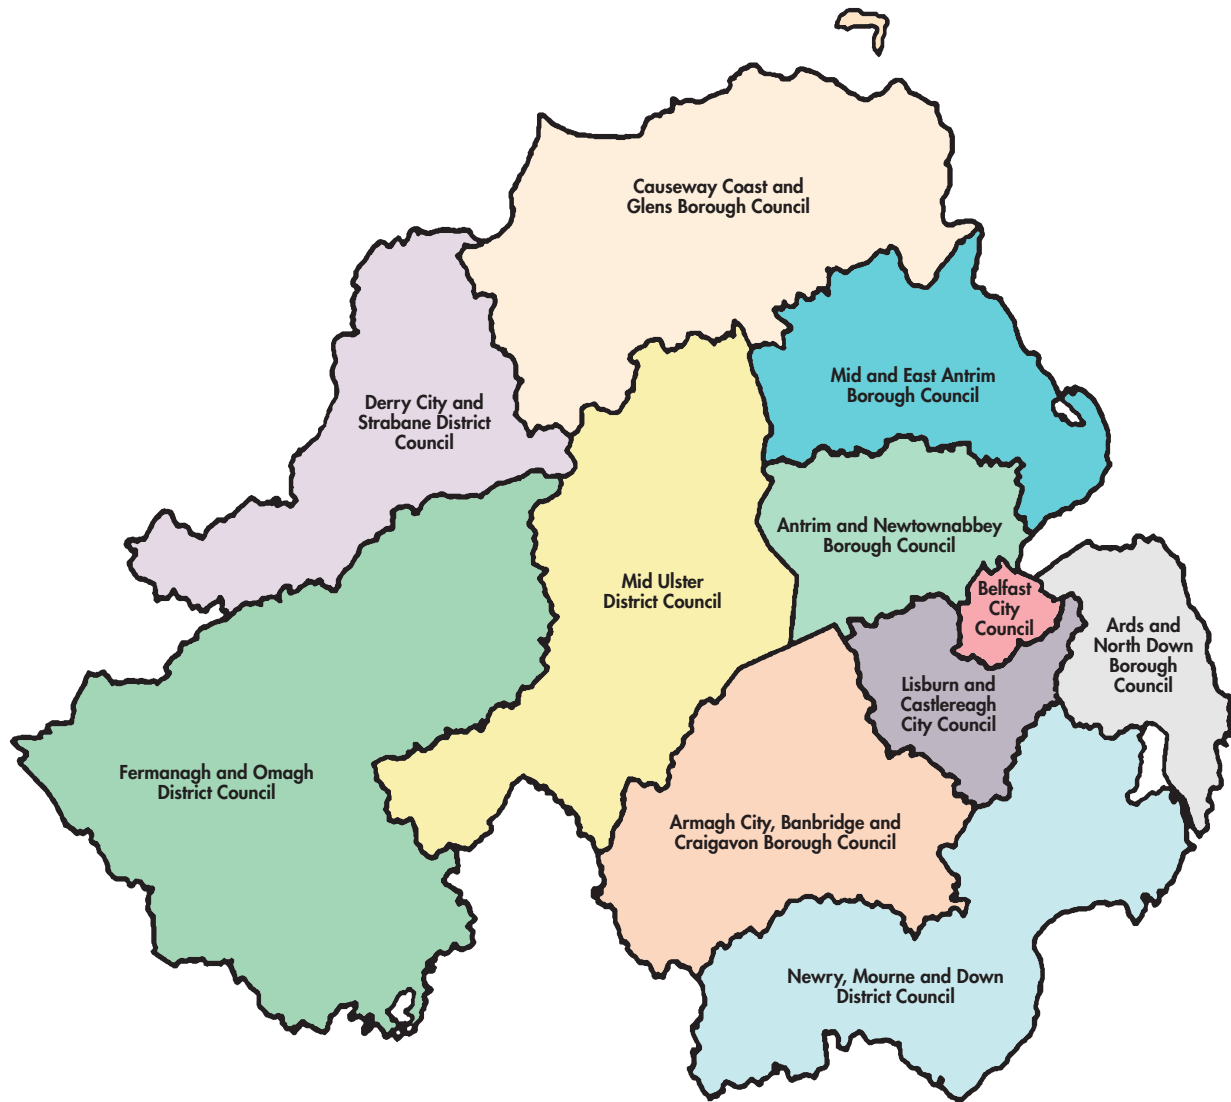 Causeway Coast and
Glens Borough Council
Mid and East Antrim
Borough Council
Derry City and
Strabane District
Council
Antrim and Newtownabbey
Borough Council
Mid Ulster
District Council
Belfast
City
Council
Ards and
North Down
Borough
Council
Lisburn and
Castlereagh
City Council
Fermanagh and Omagh
District Council
Armagh City, Banbridge and
Craigavon Borough Council
Newry, Mourne and Down
District Council